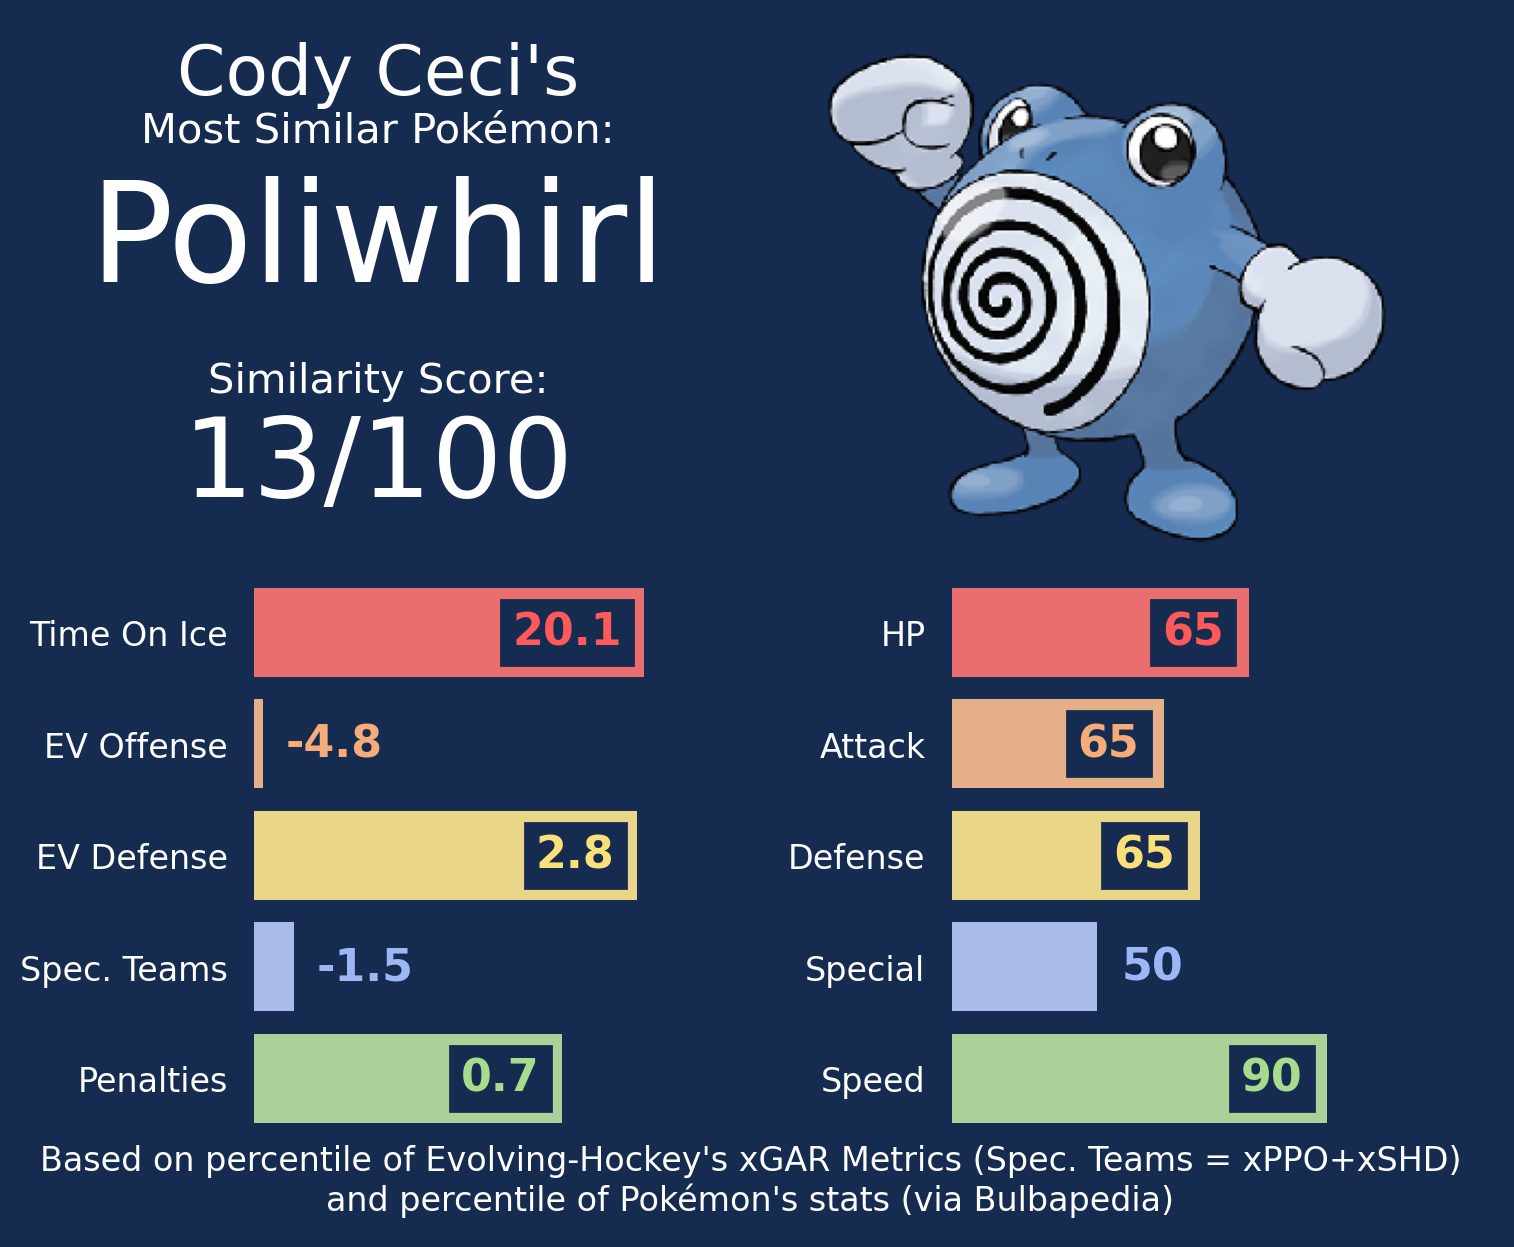 Cody Ceci's
Most Similar Pokémon:
Poliwhirl
Similarity Score:
13/100
Time On Ice 20.1
EV Offense -4.8
EV Defense 2.8
Spec. Teams -1.5
Penalties 0.7
HP 65
Attack 65
Defense 65
Special 50
Speed 90
Based on percentile of Evolving-Hockey's xGAR Metrics (Spec. Teams = xPPO+xSHD)
and percentile of Pokémon's stats (via Bulbapedia)